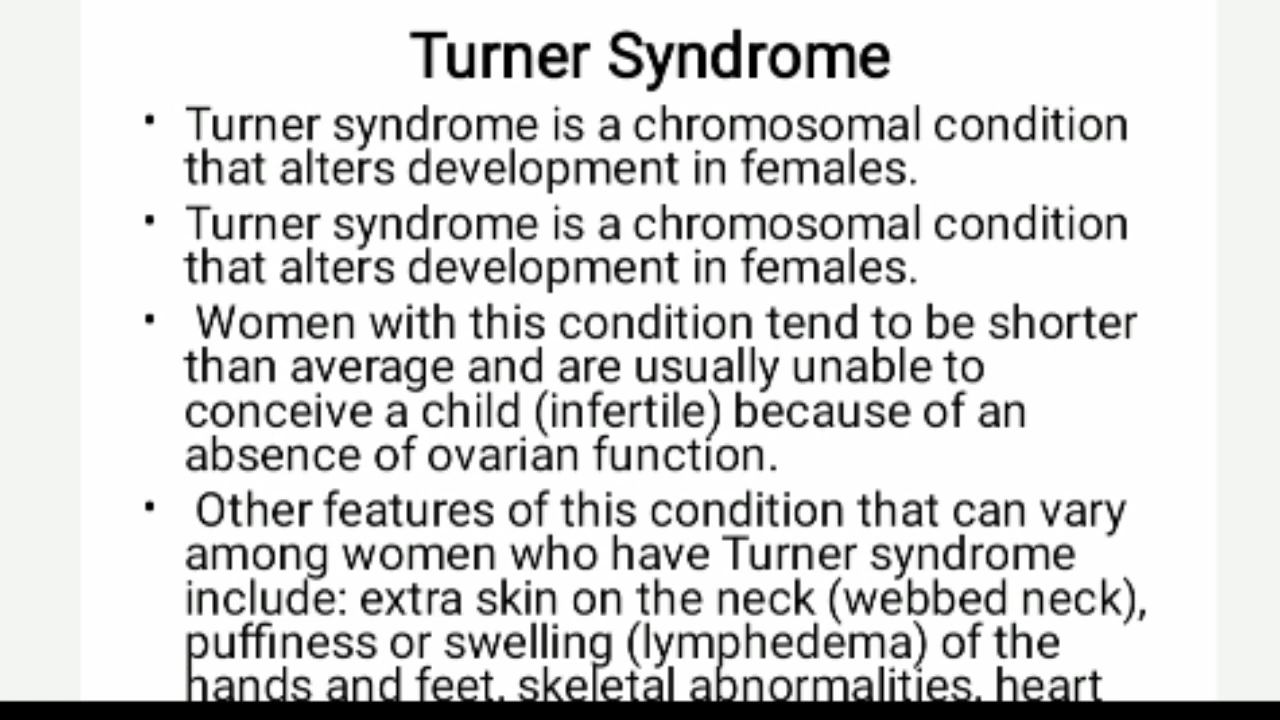 Turner Syndrome
• Turner syndrome is a chromosomal condition
that alters development in females.
• Turner syndrome is a chromosomal condition
that alters development in females.
• Women with this condition tend to be shorter
than average and are usually unable to
conceive a child (infertile) because of an
absence of ovarian function.
• Other features of this condition that can vary
among women who have Turner syndrome
include: extra skin on the neck (webbed neck),
puffiness or swelling (lymphedema) of the
hands and feet, skeletal abnormalities, heart